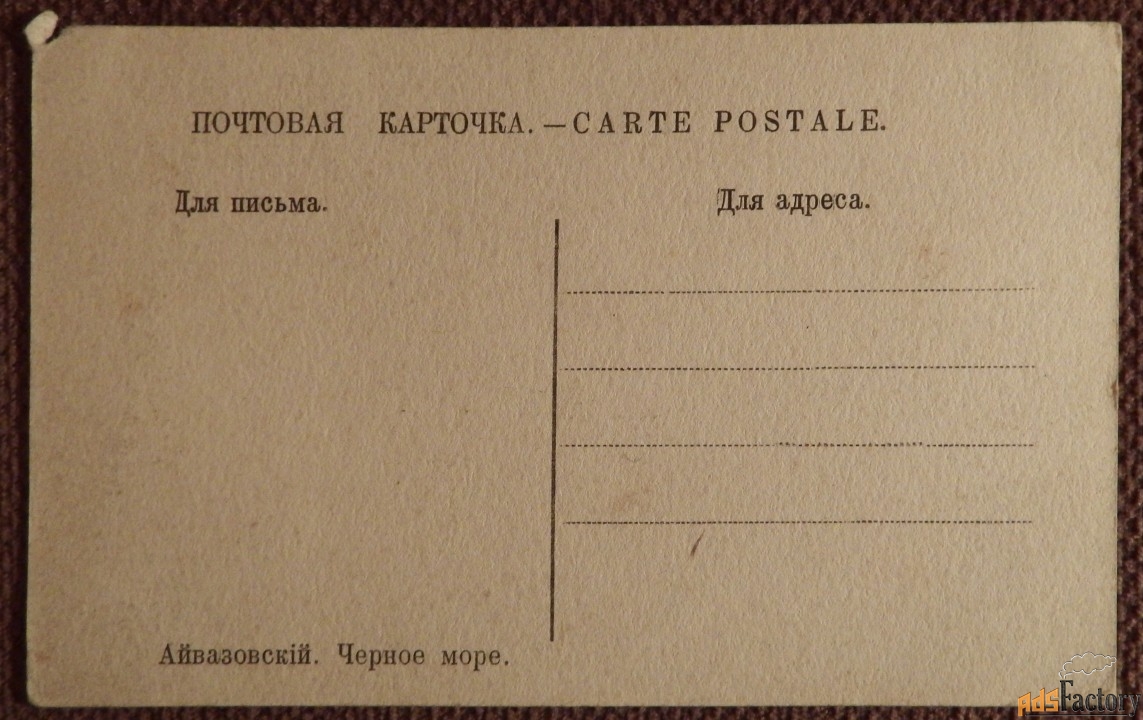 ПОЧТОВАЯ КАРТОЧКА. — CARTE POSTALE.
Для письма. Для адреса.
Айвазовскій. Черное море.
AdsFactory